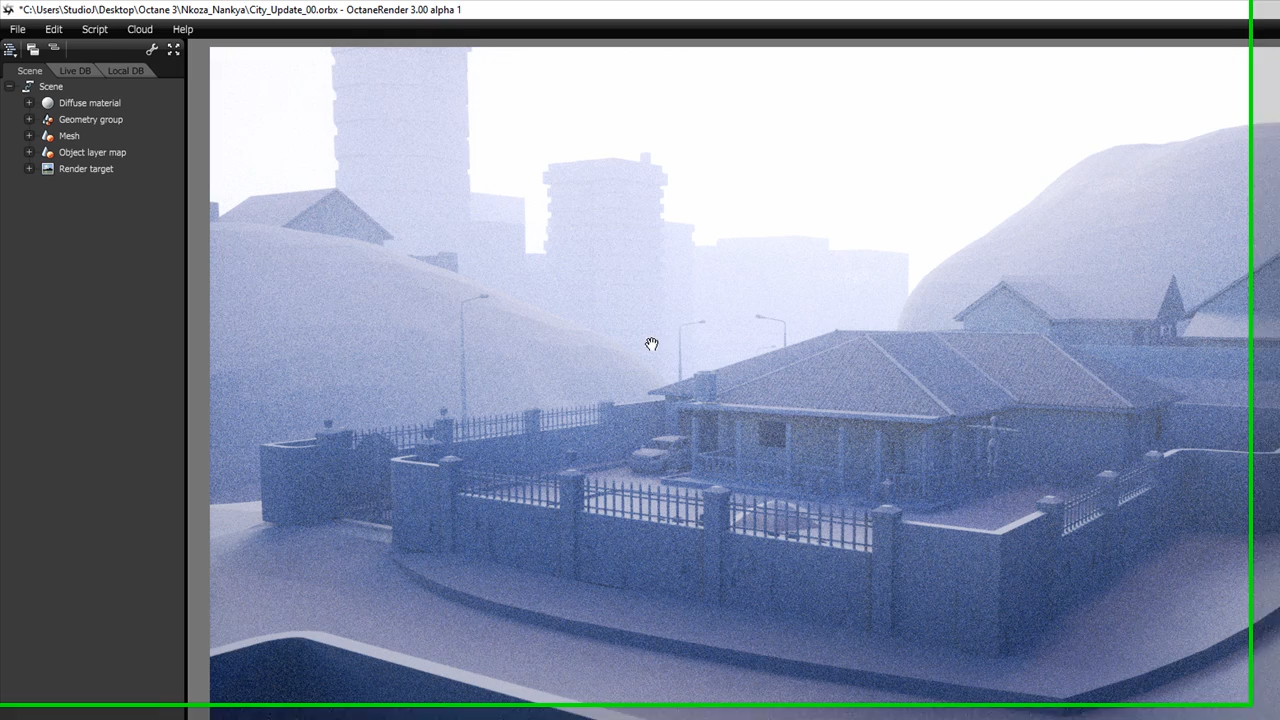 *C:\Users\StudioJ\Desktop\Octane 3\Nkoza_Nankya\City_Update_00.orbx - OctaneRender 3.00 alpha 1
File Edit Script Cloud Help
Scene Live DB Local DB
Scene
Diffuse material
Geometry group
Mesh
Object layer map
Render target